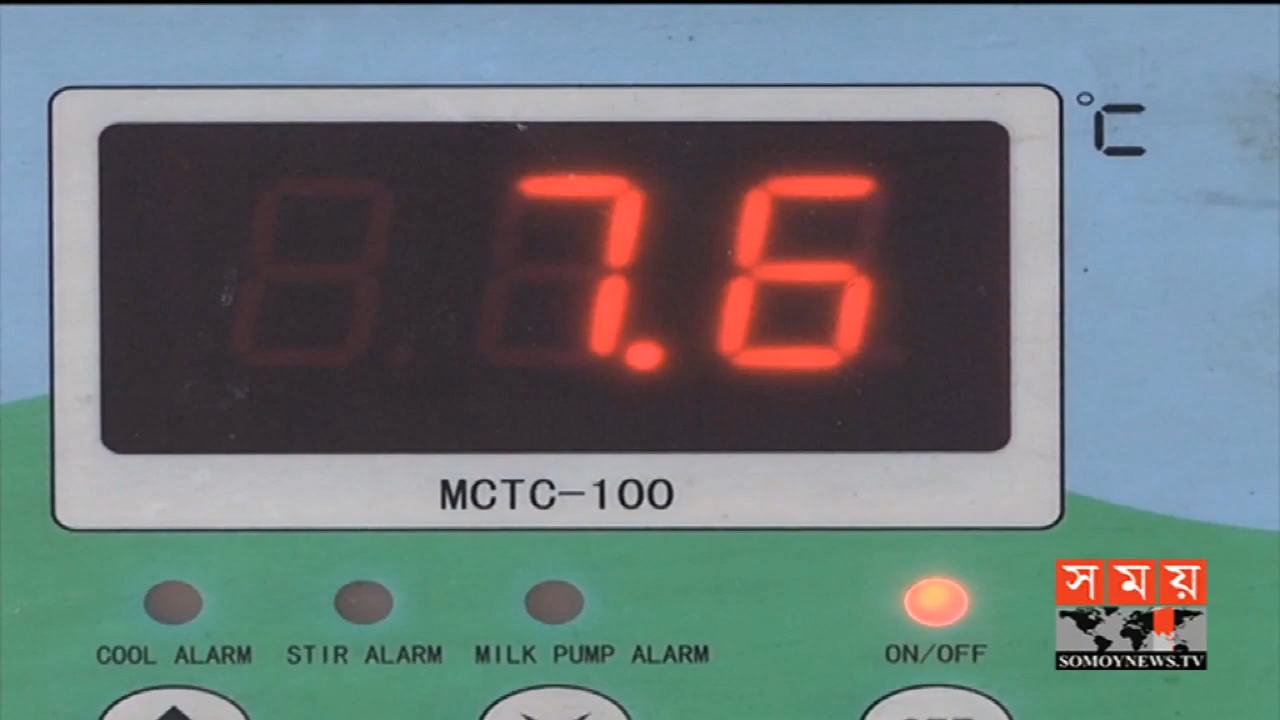 °C
7.6
MCTC-100
COOL ALARM
STIR ALARM
MILK PUMP ALARM
ON/OFF
সময়
SOMOYNEWS.TV